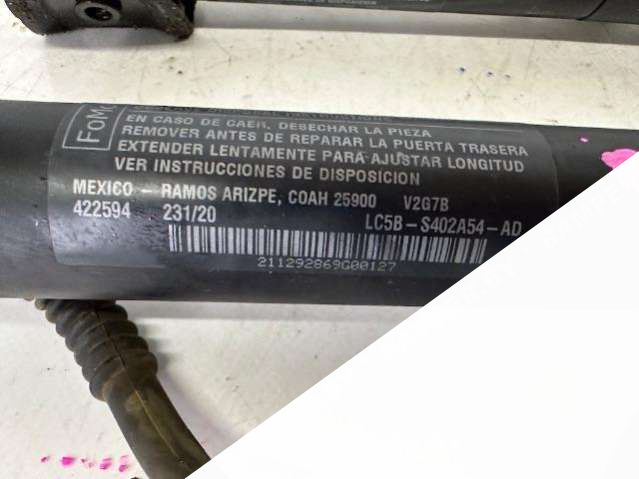 FoMo
EN CASO DE CAER, DESECHAR LA PIEZA
REMOVER ANTES DE REPARAR LA PUERTA TRASERA
EXTENDER LENTAMENTE PARA AJUSTAR LONGITUD
VER INSTRUCCIONES DE DISPOSICION
MEXICO - RAMOS ARIZPE, COAH 25900 V2G7B
422594 231/20 LC5B-S402A54-AD
211292869G00127